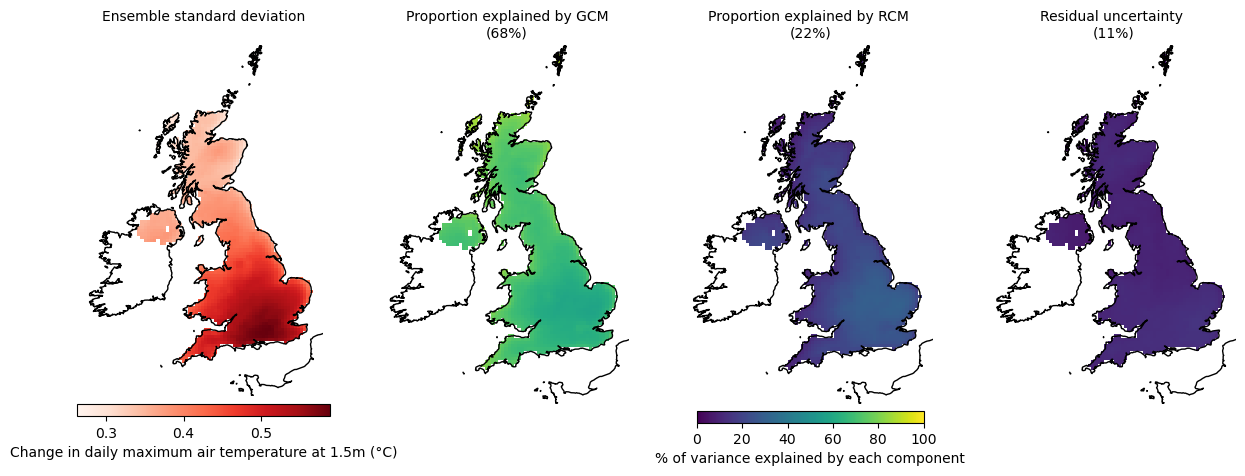 Ensemble standard deviation
Proportion explained by GCM
(68%)
Proportion explained by RCM
(22%)
Residual uncertainty
(11%)
0.3 0.4 0.5
Change in daily maximum air temperature at 1.5m (°C)
0 20 40 60 80 100
% of variance explained by each component